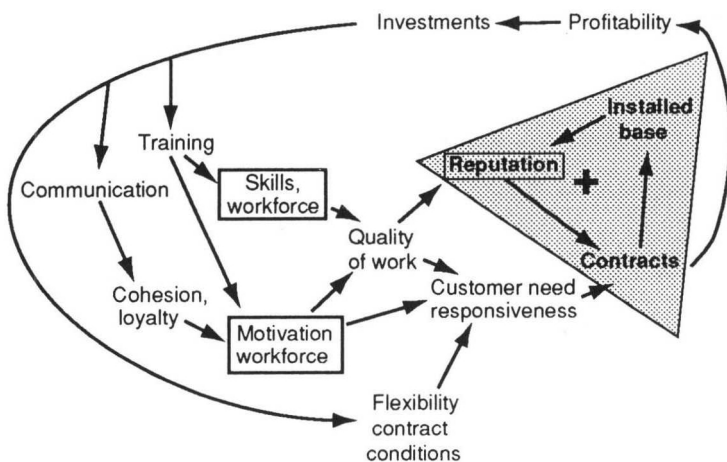 Investments
Profitability
Installed
base
Training
Reputation
+
Communication
Skills,
workforce
Quality
of work
Contracts
Customer need
responsiveness
Cohesion,
loyalty
Motivation
workforce
Flexibility
contract
conditions